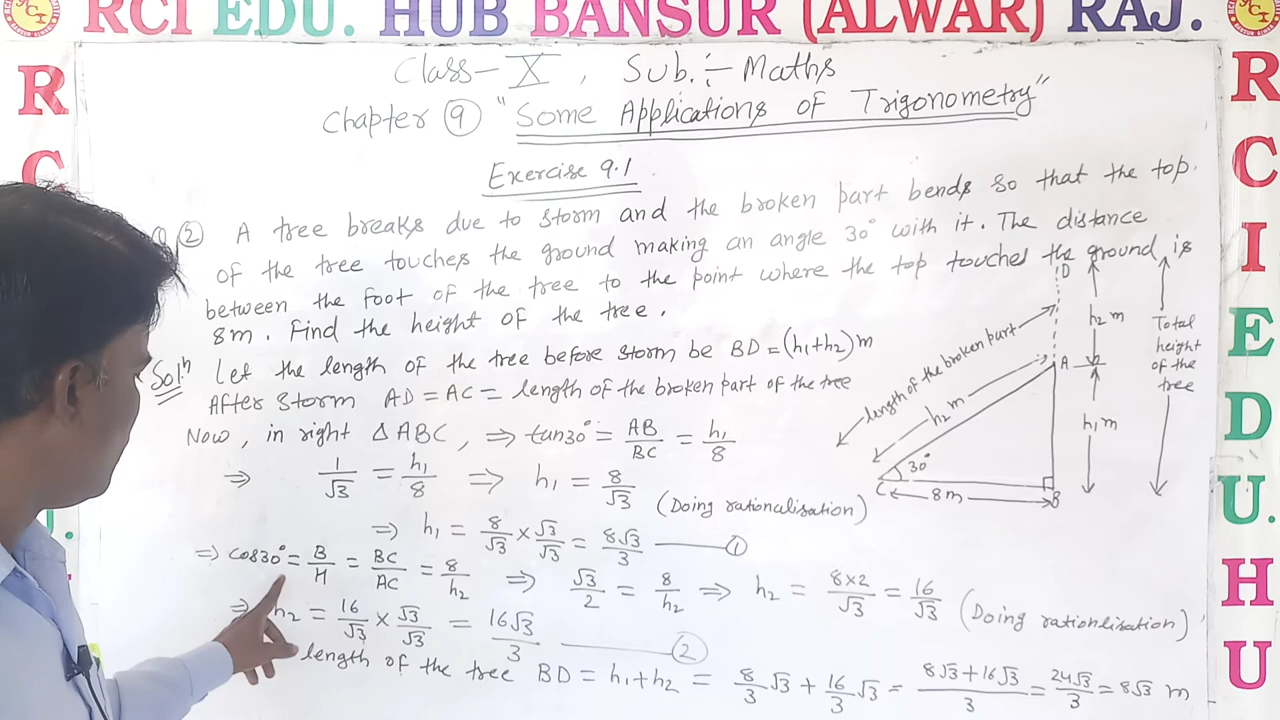 RCI EDU. HUB BANSUR (ALWAR) RAJ.
Class-X, Sub.:- Maths
Chapter ⑨ "Some Applications of Trigonometry"
Exercise 9.1
② A tree breaks due to storm and the broken part bends so that the top
of the tree touches the ground making an angle 30° with it. The distance
between the foot of the tree to the point where the top touches the ground is
8m. Find the height of the tree.
Solⁿ Let the length of the tree before storm be BD = (h₁+h₂)m
After storm AD = AC = length of the broken part of the tree
Now, in right △ABC, ⇒ tan30° = AB/BC = h₁/8
⇒ 1/√3 = h₁/8 ⇒ h₁ = 8/√3 (Doing rationalisation)
⇒ h₁ = 8/√3 × √3/√3 = 8√3/3 —— ①
⇒ cos30° = B/H = BC/AC = 8/h₂ ⇒ √3/2 = 8/h₂ ⇒ h₂ = 8×2/√3 = 16/√3 (Doing rationlisation)
⇒ h₂ = 16/√3 × √3/√3 = 16√3/3 —— ②
length of the tree BD = h₁+h₂ = 8/3 √3 + 16/3 √3 = 8√3+16√3/3 = 24√3/3 = 8√3 m
D
h₂ m
Total
height
of the
tree
length of the broken part
A
h₂ m
h₁ m
30°
C
8m
B
R
C
U.
R
C
I
E
D
U.
H
U